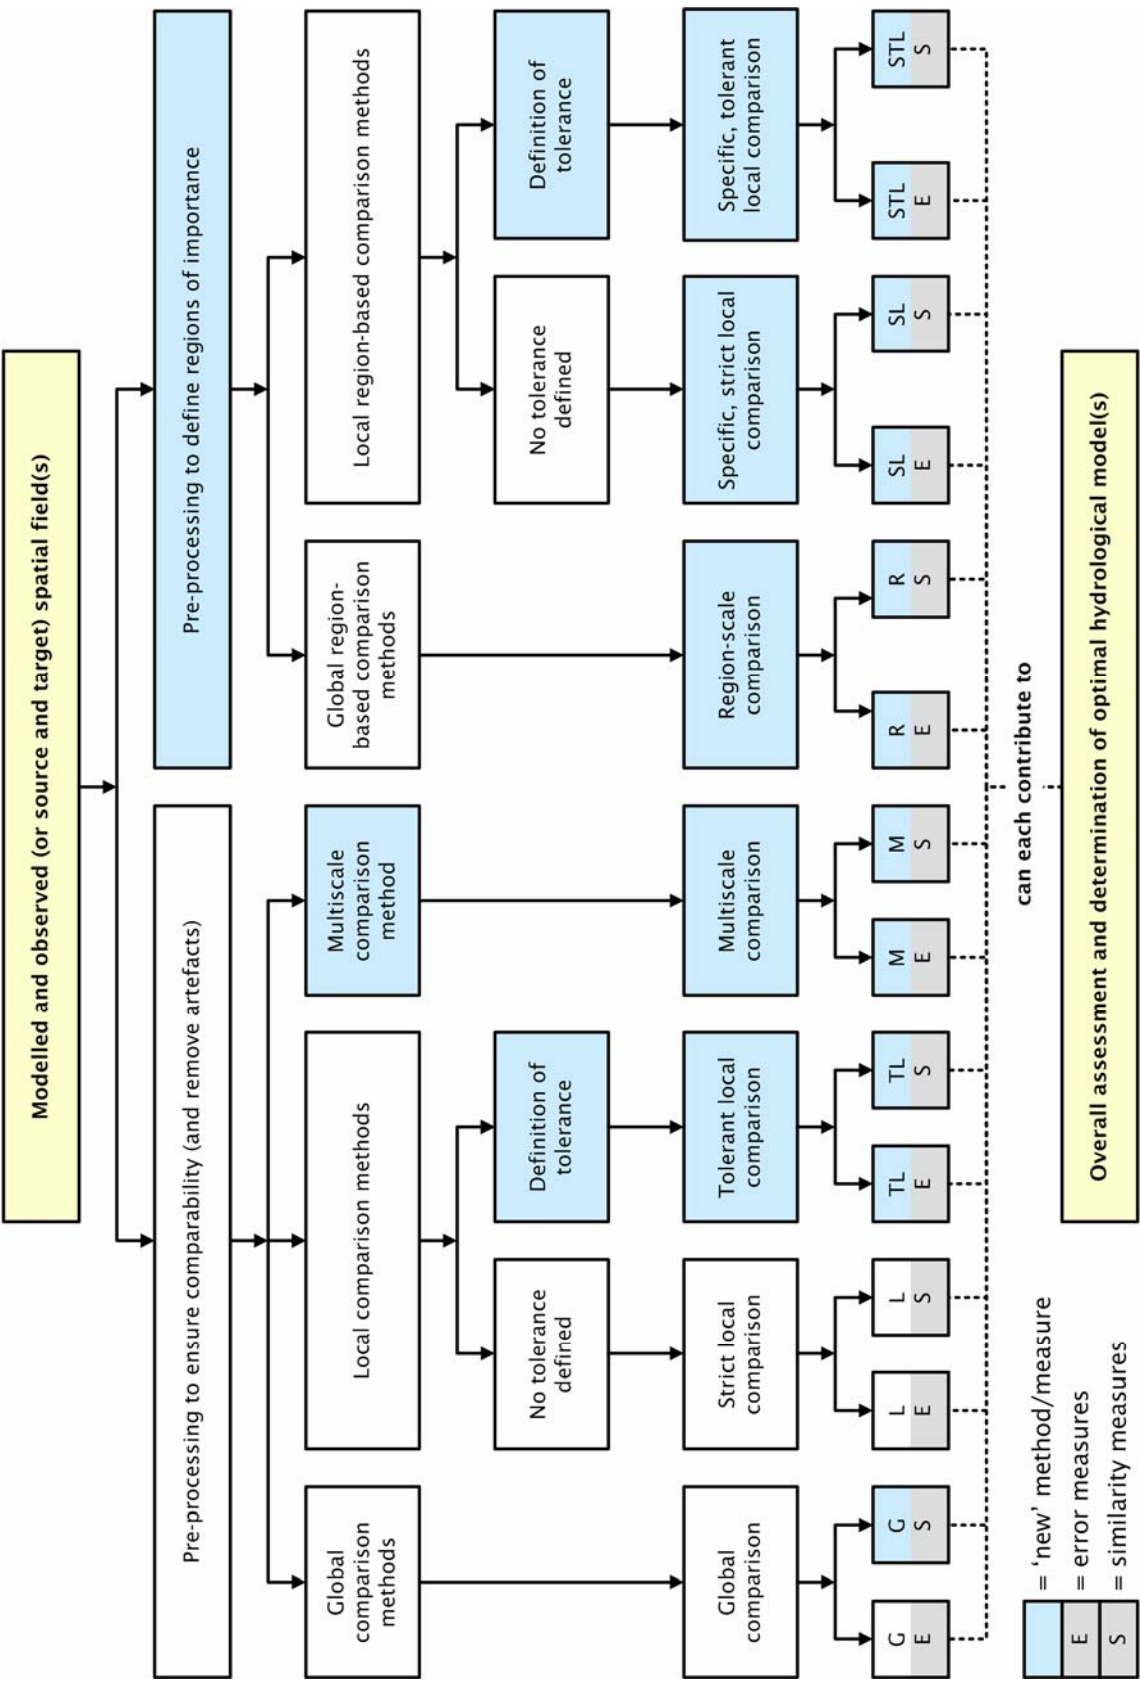 Modelled and observed (or source and target) spatial field(s)
Pre-processing to ensure comparability (and remove artefacts)
Pre-processing to define regions of importance
Global
comparison
methods
Local comparison methods
Multiscale
comparison
method
Global region-
based comparison
methods
Local region-based comparison methods
No tolerance
defined
Definition of
tolerance
No tolerance
defined
Definition of
tolerance
Global
comparison
Strict local
comparison
Tolerant local
comparison
Multiscale
comparison
Region-scale
comparison
Specific, strict local
comparison
Specific, tolerant
local comparison
G
E
G
S
L
E
L
S
TL
E
TL
S
M
E
M
S
R
E
R
S
SL
E
SL
S
STL
E
STL
S
can each contribute to
= 'new' method/measure
E = error measures
S = similarity measures
Overall assessment and determination of optimal hydrological model(s)